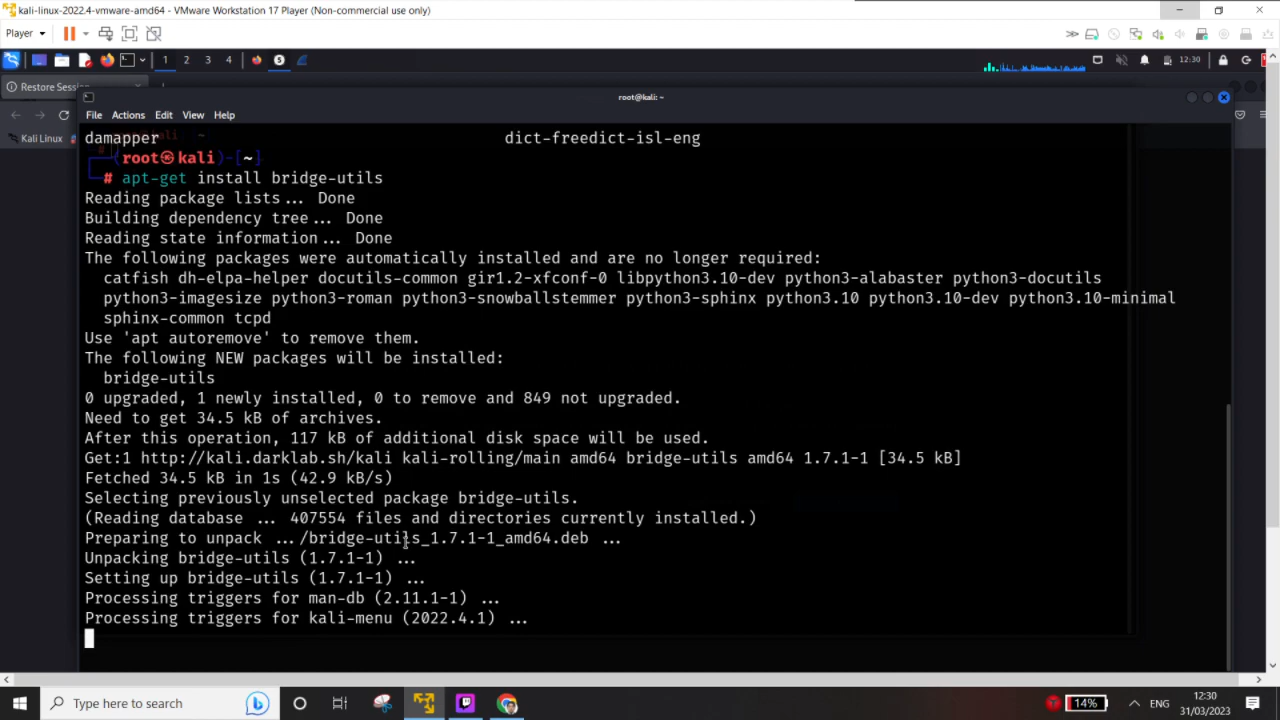 kali-linux-2022.4-vmware-amd64 - VMware Workstation 17 Player (Non-commercial use only)
Player
1 2 3 4
12:30
Restore Session
root@kali: ~
File Actions Edit View Help
Kali Linux
damapper dict-freedict-isl-eng
(root㉿kali)-[~]
# apt-get install bridge-utils
Reading package lists... Done
Building dependency tree... Done
Reading state information... Done
The following packages were automatically installed and are no longer required:
catfish dh-elpa-helper docutils-common gir1.2-xfconf-0 libpython3.10-dev python3-alabaster python3-docutils
python3-imagesize python3-roman python3-snowballstemmer python3-sphinx python3.10 python3.10-dev python3.10-minimal
sphinx-common tcpd
Use 'apt autoremove' to remove them.
The following NEW packages will be installed:
bridge-utils
0 upgraded, 1 newly installed, 0 to remove and 849 not upgraded.
Need to get 34.5 kB of archives.
After this operation, 117 kB of additional disk space will be used.
Get:1 http://kali.darklab.sh/kali kali-rolling/main amd64 bridge-utils amd64 1.7.1-1 [34.5 kB]
Fetched 34.5 kB in 1s (42.9 kB/s)
Selecting previously unselected package bridge-utils.
(Reading database ... 407554 files and directories currently installed.)
Preparing to unpack .../bridge-utils_1.7.1-1_amd64.deb ...
Unpacking bridge-utils (1.7.1-1) ...
Setting up bridge-utils (1.7.1-1) ...
Processing triggers for man-db (2.11.1-1) ...
Processing triggers for kali-menu (2022.4.1) ...
Type here to search
14%
ENG
12:30
31/03/2023